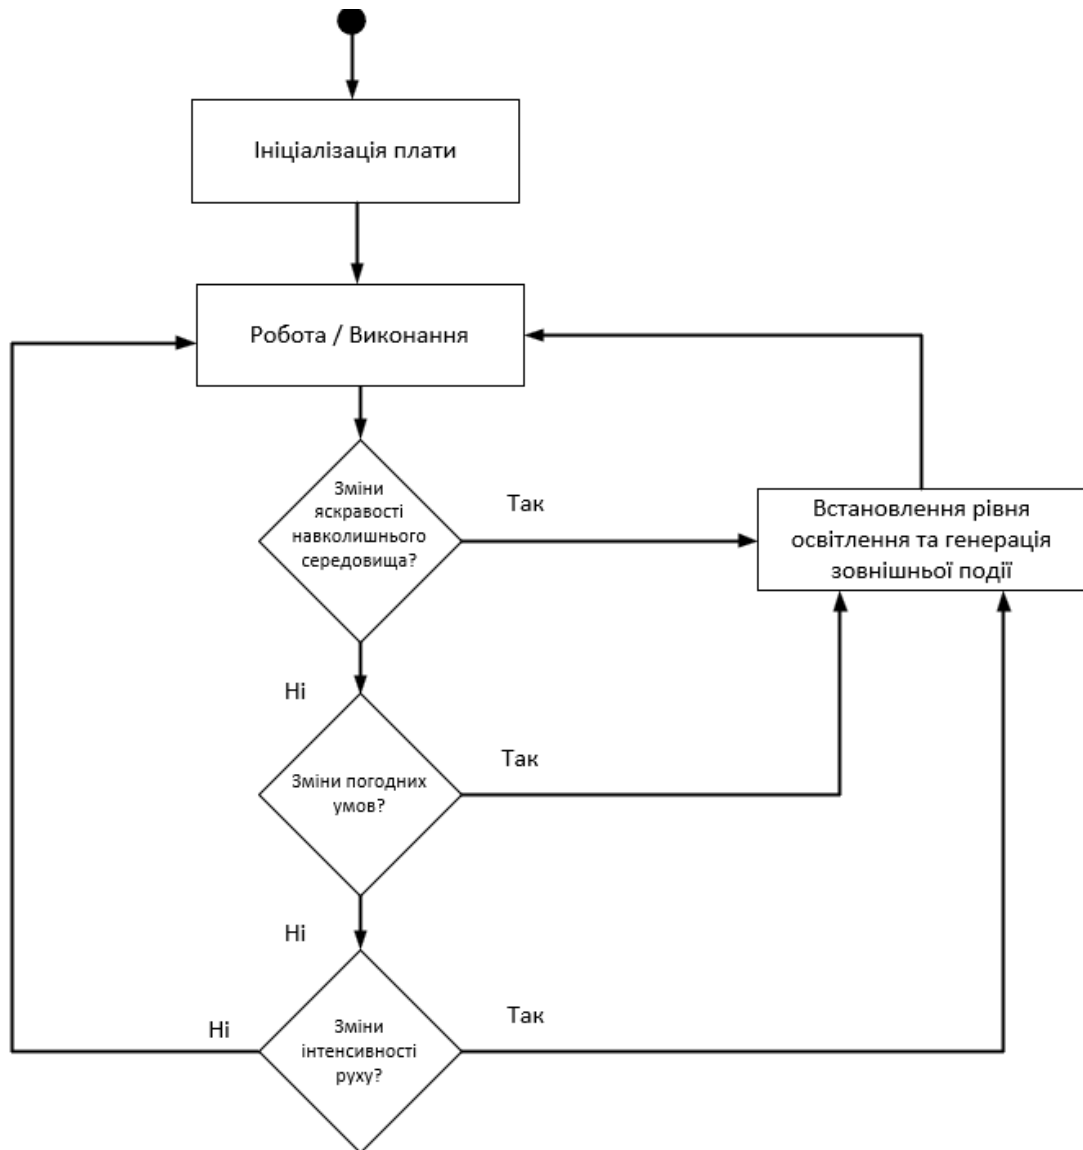 Ініціалізація плати
Робота / Виконання
Зміни
яскравості
навколишнього
середовища?
Так
Встановлення рівня
освітлення та генерація
зовнішньої події
Ні
Зміни погодних
умов?
Так
Ні
Зміни
інтенсивності
руху?
Ні
Так